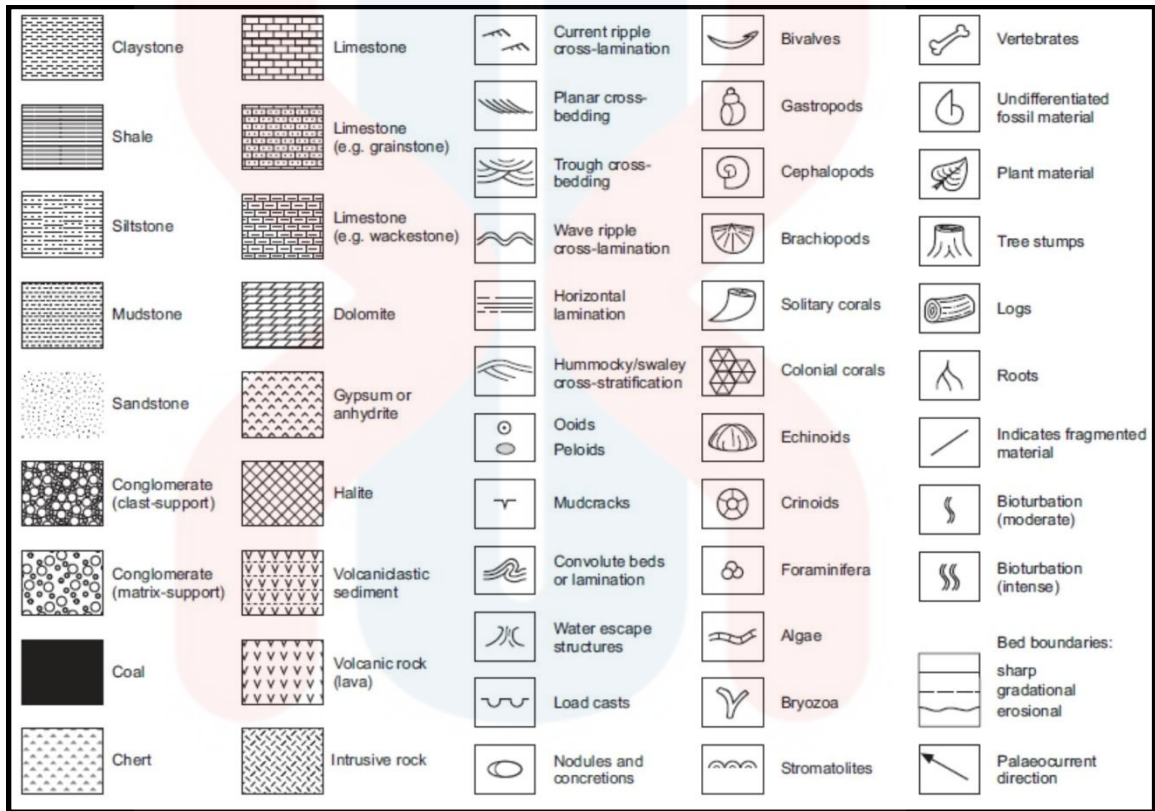 Claystone
Shale
Siltstone
Mudstone
Sandstone
Conglomerate
(clast-support)
Conglomerate
(matrix-support)
Coal
Chert
Limestone
Limestone
(e.g. grainstone)
Limestone
(e.g. wackestone)
Dolomite
Gypsum or
anhydrite
Halite
Volcanidastic
sediment
Volcanic rock
(lava)
Intrusive rock
Current ripple
cross-lamination
Planar cross-
bedding
Trough cross-
bedding
Wave ripple
cross-lamination
Horizontal
lamination
Hummocky/swaley
cross-stratification
Ooids
Peloids
Mudcracks
Convolute beds
or lamination
Water escape
structures
Load casts
Nodules and
concretions
Bivalves
Gastropods
Cephalopods
Brachiopods
Solitary corals
Colonial corals
Echinoids
Crinoids
Foraminifera
Algae
Bryozoa
Stromatolites
Vertebrates
Undifferentiated
fossil material
Plant material
Tree stumps
Logs
Roots
Indicates fragmented
material
Bioturbation
(moderate)
Bioturbation
(intense)
Bed boundaries:
sharp
gradational
erosional
Palaeocurrent
direction